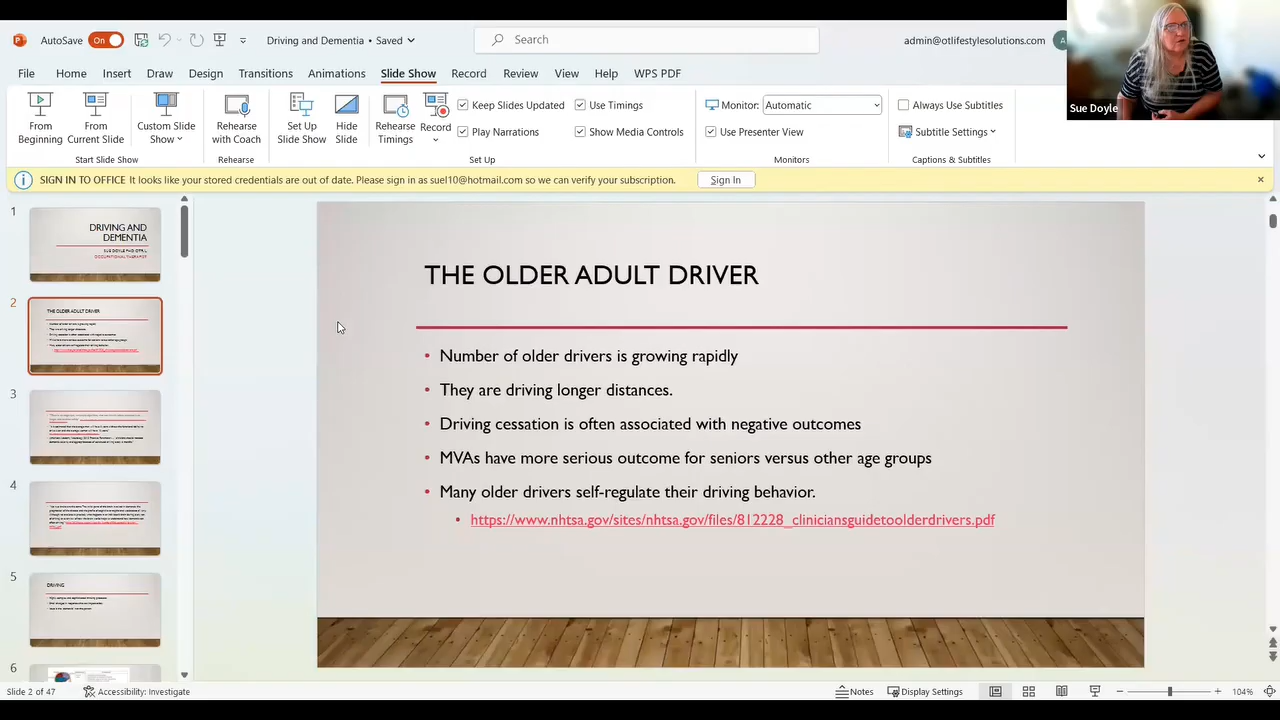 AutoSave On Driving and Dementia • Saved Search admin@otlifestylesolutions.com
Sue Doyle
File Home Insert Draw Design Transitions Animations Slide Show Record Review View Help WPS PDF
From Beginning
From Current Slide
Custom Slide Show
Start Slide Show
Rehearse with Coach
Rehearse
Set Up Slide Show
Hide Slide
Rehearse Timings
Record
Keep Slides Updated
Play Narrations
Use Timings
Show Media Controls
Set Up
Monitor: Automatic
Use Presenter View
Monitors
Always Use Subtitles
Subtitle Settings
Captions & Subtitles
SIGN IN TO OFFICE It looks like your stored credentials are out of date. Please sign in as suel10@hotmail.com so we can verify your subscription. Sign In
1
DRIVING AND
DEMENTIA
2
THE OLDER ADULT DRIVER
3
4
5
DRIVING
6
THE OLDER ADULT DRIVER
• Number of older drivers is growing rapidly
• They are driving longer distances.
• Driving cessation is often associated with negative outcomes
• MVAs have more serious outcome for seniors versus other age groups
• Many older drivers self-regulate their driving behavior.
• https://www.nhtsa.gov/sites/nhtsa.gov/files/812228_cliniciansguidetoolderdrivers.pdf
Slide 2 of 47 Accessibility: Investigate Notes Display Settings 104%